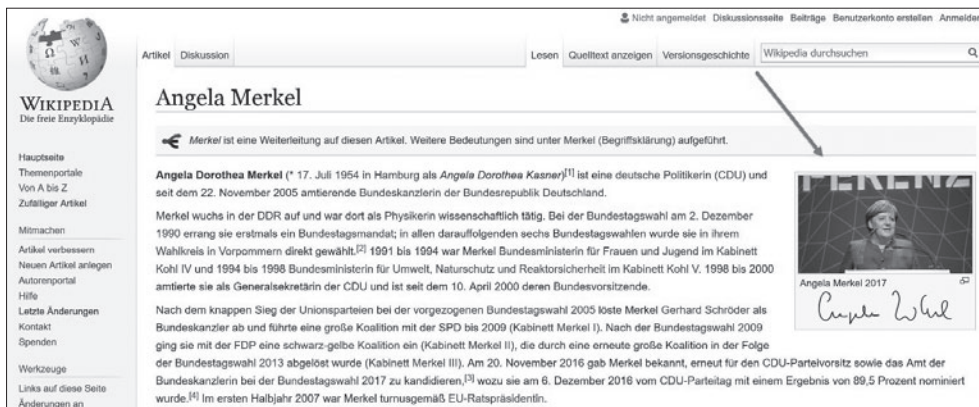 Nicht angemeldet Diskussionsseite Beiträge Benutzerkonto erstellen Anmelden
Artikel Diskussion Lesen Quelltext anzeigen Versionsgeschichte Wikipedia durchsuchen
WIKIPEDIA
Die freie Enzyklopädie
Hauptseite
Themenportale
Von A bis Z
Zufälliger Artikel
Mitmachen
Artikel verbessern
Neuen Artikel anlegen
Autorenportal
Hilfe
Letzte Änderungen
Kontakt
Spenden
Werkzeuge
Links auf diese Seite
Änderungen an
Angela Merkel
Merkel ist eine Weiterleitung auf diesen Artikel. Weitere Bedeutungen sind unter Merkel (Begriffsklärung) aufgeführt.
Angela Dorothea Merkel (* 17. Juli 1954 in Hamburg als Angela Dorothea Kasner)[1] ist eine deutsche Politikerin (CDU) und
seit dem 22. November 2005 amtierende Bundeskanzlerin der Bundesrepublik Deutschland.
Merkel wuchs in der DDR auf und war dort als Physikerin wissenschaftlich tätig. Bei der Bundestagswahl am 2. Dezember
1990 errang sie erstmals ein Bundestagsmandat; in allen darauffolgenden sechs Bundestagswahlen wurde sie in ihrem
Wahlkreis in Vorpommern direkt gewählt.[2] 1991 bis 1994 war Merkel Bundesministerin für Frauen und Jugend im Kabinett
Kohl IV und 1994 bis 1998 Bundesministerin für Umwelt, Naturschutz und Reaktorsicherheit im Kabinett Kohl V. 1998 bis 2000
amtierte sie als Generalsekretärin der CDU und ist seit dem 10. April 2000 deren Bundesvorsitzende.
Nach dem knappen Sieg der Unionsparteien bei der vorgezogenen Bundestagswahl 2005 löste Merkel Gerhard Schröder als
Bundeskanzler ab und führte eine große Koalition mit der SPD bis 2009 (Kabinett Merkel I). Nach der Bundestagswahl 2009
ging sie mit der FDP eine schwarz-gelbe Koalition ein (Kabinett Merkel II), die durch eine erneute große Koalition in der Folge
der Bundestagswahl 2013 abgelöst wurde (Kabinett Merkel III). Am 20. November 2016 gab Merkel bekannt, erneut für den CDU-Parteivorsitz sowie das Amt der
Bundeskanzlerin bei der Bundestagswahl 2017 zu kandidieren,[3] wozu sie am 6. Dezember 2016 vom CDU-Parteitag mit einem Ergebnis von 89,5 Prozent nominiert
wurde.[4] Im ersten Halbjahr 2007 war Merkel turnusgemäß EU-Ratspräsidentin.
FERENZ
Angela Merkel 2017